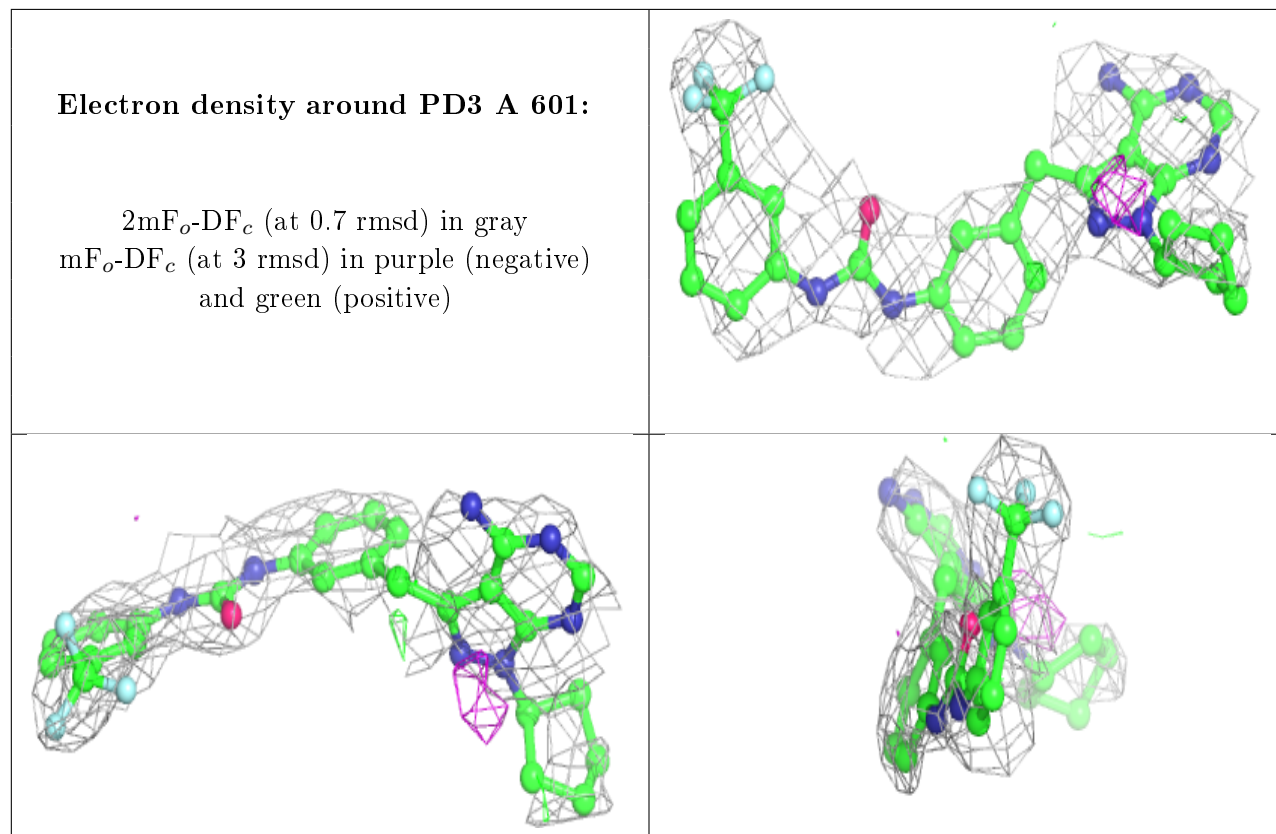 Electron density around PD3 A 601:
2mFₒ-DF𝒸 (at 0.7 rmsd) in gray
mFₒ-DF𝒸 (at 3 rmsd) in purple (negative)
and green (positive)